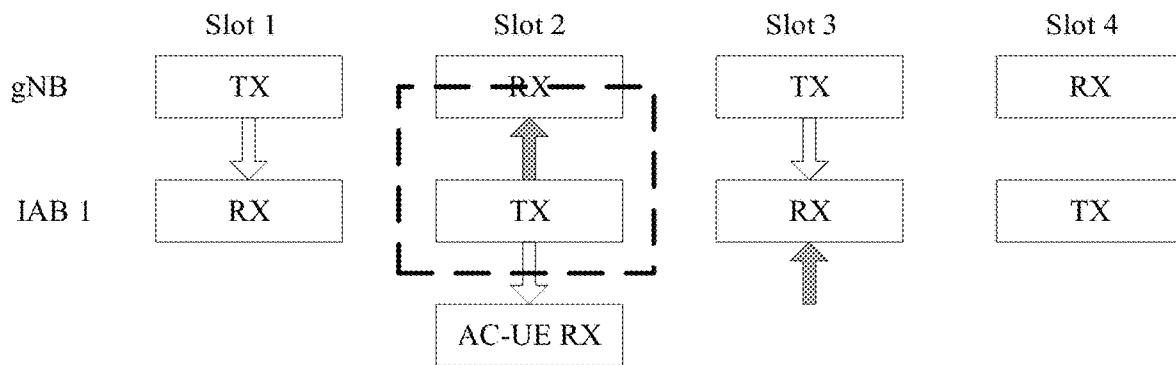 Slot 1 Slot 2 Slot 3 Slot 4
gNB TX RX TX RX
IAB 1 RX TX RX TX
AC-UE RX